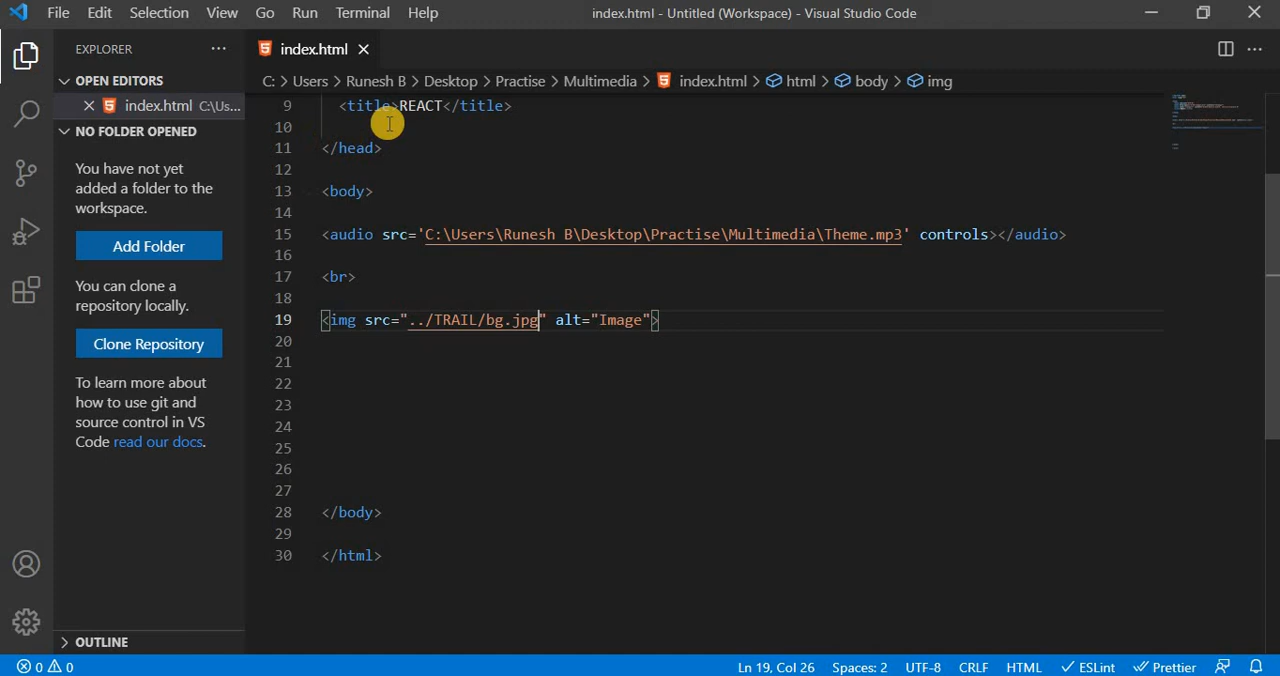 File Edit Selection View Go Run Terminal Help index.html - Untitled (Workspace) - Visual Studio Code
EXPLORER
OPEN EDITORS
index.html C:\Us...
NO FOLDER OPENED
You have not yet
added a folder to the
workspace.
Add Folder
You can clone a
repository locally.
Clone Repository
To learn more about
how to use git and
source control in VS
Code read our docs.
OUTLINE
index.html
C: > Users > Runesh B > Desktop > Practise > Multimedia > index.html > html > body > img
9 <title>REACT</title>
10
11 </head>
12
13 <body>
14
15 <audio src='C:\Users\Runesh B\Desktop\Practise\Multimedia\Theme.mp3' controls></audio>
16
17 <br>
18
19 <img src="../TRAIL/bg.jpg" alt="Image">
20
21
22
23
24
25
26
27
28 </body>
29
30 </html>
0 0 Ln 19, Col 26 Spaces: 2 UTF-8 CRLF HTML ESLint Prettier